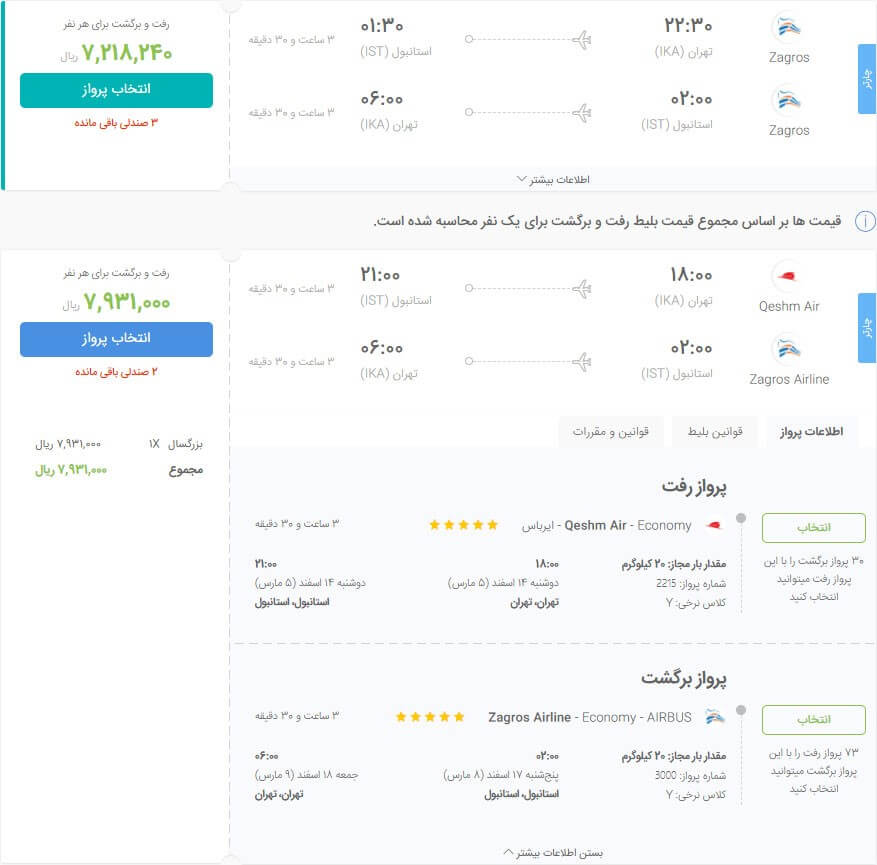 چارتر
Zagros
۲۲:۳۰
تهران (IKA)
۰۱:۳۰
استانبول (IST)
۳ ساعت و ۳۰ دقیقه
Zagros
۰۲:۰۰
استانبول (IST)
۰۶:۰۰
تهران (IKA)
۳ ساعت و ۳۰ دقیقه
اطلاعات بیشتر
رفت و برگشت برای هر نفر
۷,۲۱۸,۲۴۰ ریال
انتخاب پرواز
۳ صندلی باقی مانده
قیمت ها بر اساس مجموع قیمت بلیط رفت و برگشت برای یک نفر محاسبه شده است.
چارتر
Qeshm Air
۱۸:۰۰
تهران (IKA)
۲۱:۰۰
استانبول (IST)
۳ ساعت و ۳۰ دقیقه
Zagros Airline
۰۲:۰۰
استانبول (IST)
۰۶:۰۰
تهران (IKA)
۳ ساعت و ۳۰ دقیقه
رفت و برگشت برای هر نفر
۷,۹۳۱,۰۰۰ ریال
انتخاب پرواز
۲ صندلی باقی مانده
بزرگسال ۱X ۷,۹۳۱,۰۰۰ ریال
مجموع ۷,۹۳۱,۰۰۰ ریال
اطلاعات پرواز
قوانین بلیط
قوانین و مقررات
پرواز رفت
انتخاب
۳۰ پرواز برگشت را با این
پرواز رفت میتوانید
انتخاب کنید
Qeshm Air - Economy - ایرباس
۳ ساعت و ۳۰ دقیقه
مقدار بار مجاز: ۲۰ کیلوگرم
شماره پرواز: 2215
کلاس نرخی: Y
۱۸:۰۰
دوشنبه ۱۴ اسفند (۵ مارس)
تهران، تهران
۲۱:۰۰
دوشنبه ۱۴ اسفند (۵ مارس)
استانبول، استانبول
پرواز برگشت
انتخاب
۷۳ پرواز رفت را با این
پرواز برگشت میتوانید
انتخاب کنید
Zagros Airline - Economy - AIRBUS
۳ ساعت و ۳۰ دقیقه
مقدار بار مجاز: ۲۰ کیلوگرم
شماره پرواز: 3000
کلاس نرخی: Y
۰۲:۰۰
پنج‌شنبه ۱۷ اسفند (۸ مارس)
استانبول، استانبول
۰۶:۰۰
جمعه ۱۸ اسفند (۹ مارس)
تهران، تهران
بستن اطلاعات بیشتر